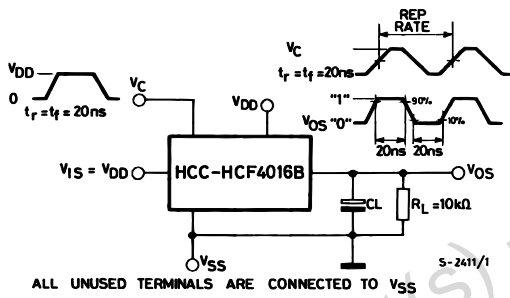 REP
RATE
VC
tr = tf = 20ns
VDD
0
tr = tf = 20ns
VC
VDD
"1"
90%
VOS "0"
10%
20ns 20ns
VIS = VDD
HCC-HCF4016B
VOS
CL
RL = 10kΩ
VSS
S-2411/1
ALL UNUSED TERMINALS ARE CONNECTED TO VSS